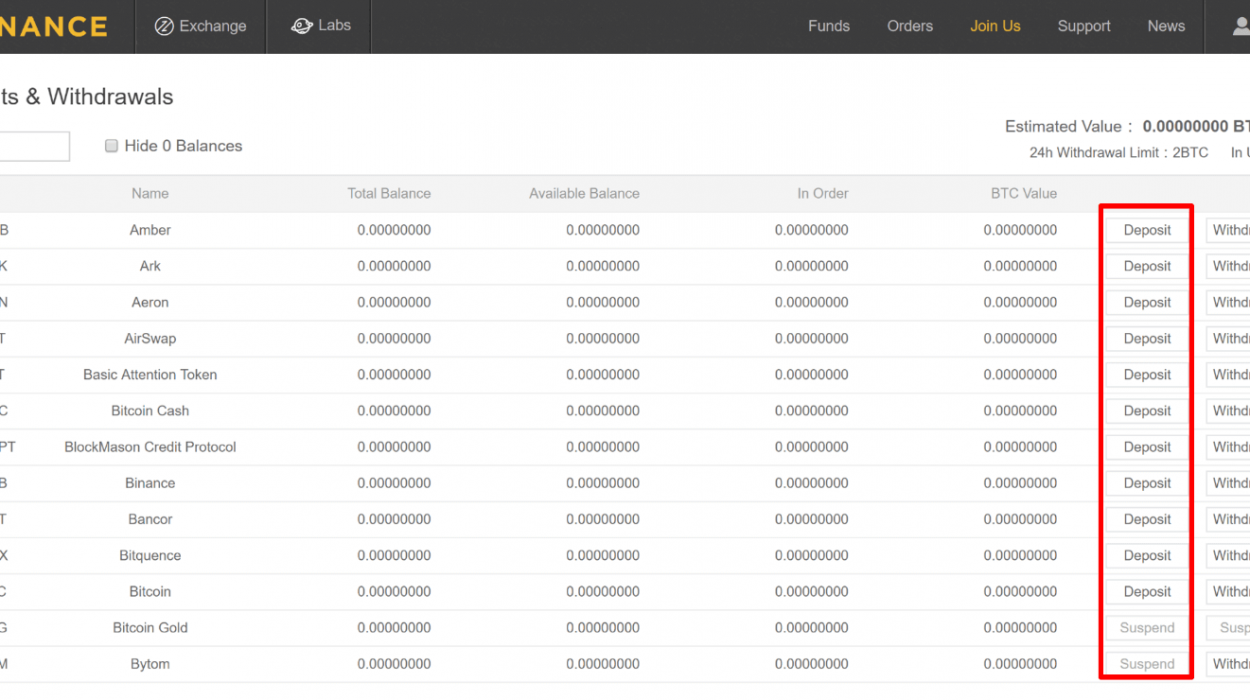 NANCE Exchange Labs Funds Orders Join Us Support News
ts & Withdrawals
Estimated Value : 0.00000000 BT
Hide 0 Balances
24h Withdrawal Limit : 2BTC In U
Name Total Balance Available Balance In Order BTC Value
B Amber 0.00000000 0.00000000 0.00000000 0.00000000 Deposit Withdr
K Ark 0.00000000 0.00000000 0.00000000 0.00000000 Deposit Withdr
N Aeron 0.00000000 0.00000000 0.00000000 0.00000000 Deposit Withdr
T AirSwap 0.00000000 0.00000000 0.00000000 0.00000000 Deposit Withdr
T Basic Attention Token 0.00000000 0.00000000 0.00000000 0.00000000 Deposit Withdr
C Bitcoin Cash 0.00000000 0.00000000 0.00000000 0.00000000 Deposit Withdr
PT BlockMason Credit Protocol 0.00000000 0.00000000 0.00000000 0.00000000 Deposit Withdr
B Binance 0.00000000 0.00000000 0.00000000 0.00000000 Deposit Withdr
T Bancor 0.00000000 0.00000000 0.00000000 0.00000000 Deposit Withdr
X Bitquence 0.00000000 0.00000000 0.00000000 0.00000000 Deposit Withdr
C Bitcoin 0.00000000 0.00000000 0.00000000 0.00000000 Deposit Withdr
G Bitcoin Gold 0.00000000 0.00000000 0.00000000 0.00000000 Suspend Susp
M Bytom 0.00000000 0.00000000 0.00000000 0.00000000 Suspend Withdr